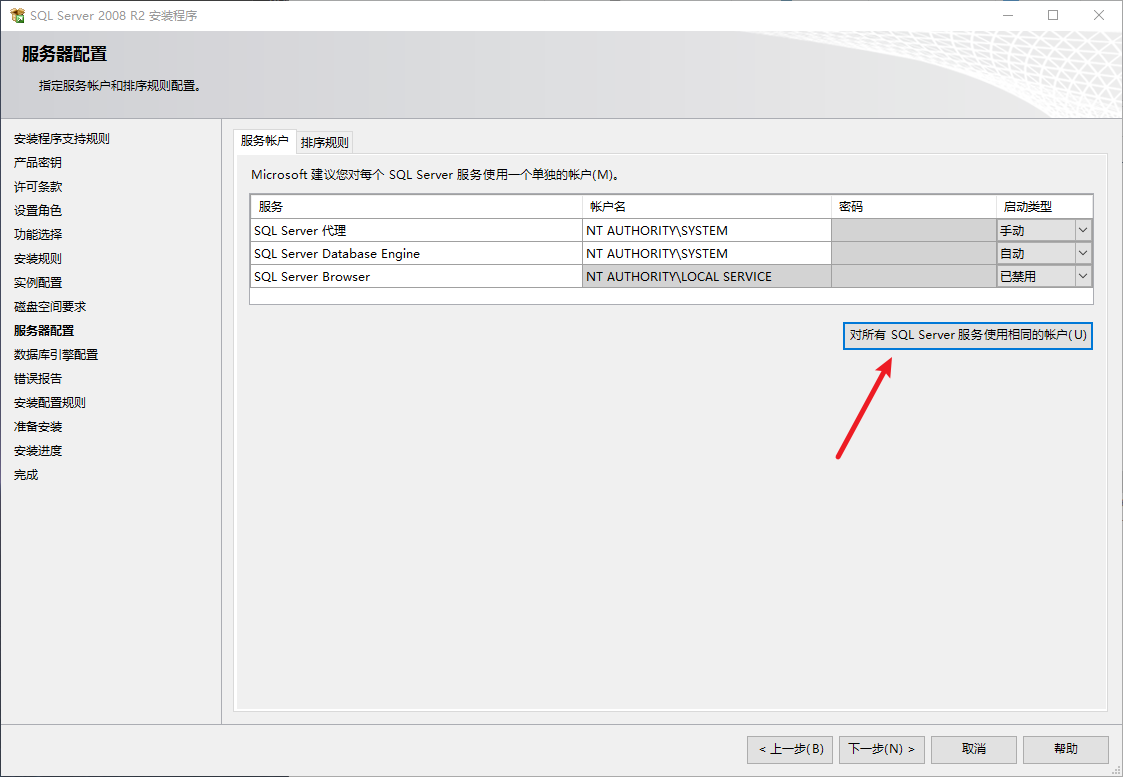 SQL Server 2008 R2 安装程序
服务器配置
指定服务帐户和排序规则配置。
安装程序支持规则
产品密钥
许可条款
设置角色
功能选择
安装规则
实例配置
磁盘空间要求
服务器配置
数据库引擎配置
错误报告
安装配置规则
准备安装
安装进度
完成
服务帐户 排序规则
Microsoft 建议您对每个 SQL Server 服务使用一个单独的帐户(M)。
服务 帐户名 密码 启动类型
SQL Server 代理 NT AUTHORITY\SYSTEM 手动
SQL Server Database Engine NT AUTHORITY\SYSTEM 自动
SQL Server Browser NT AUTHORITY\LOCAL SERVICE 已禁用
对所有 SQL Server 服务使用相同的帐户(U)
< 上一步(B) 下一步(N) > 取消 帮助